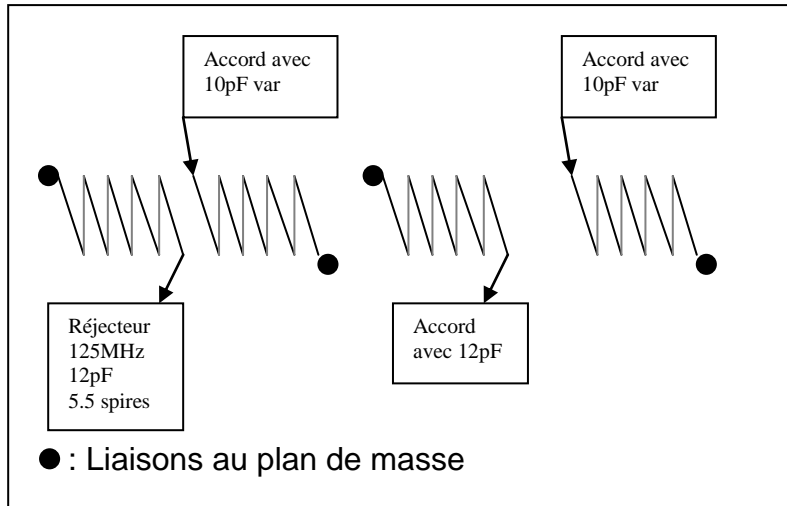 Accord avec
10pF var
Accord avec
10pF var
Réjecteur
125MHz
12pF
5.5 spires
Accord
avec 12pF
: Liaisons au plan de masse